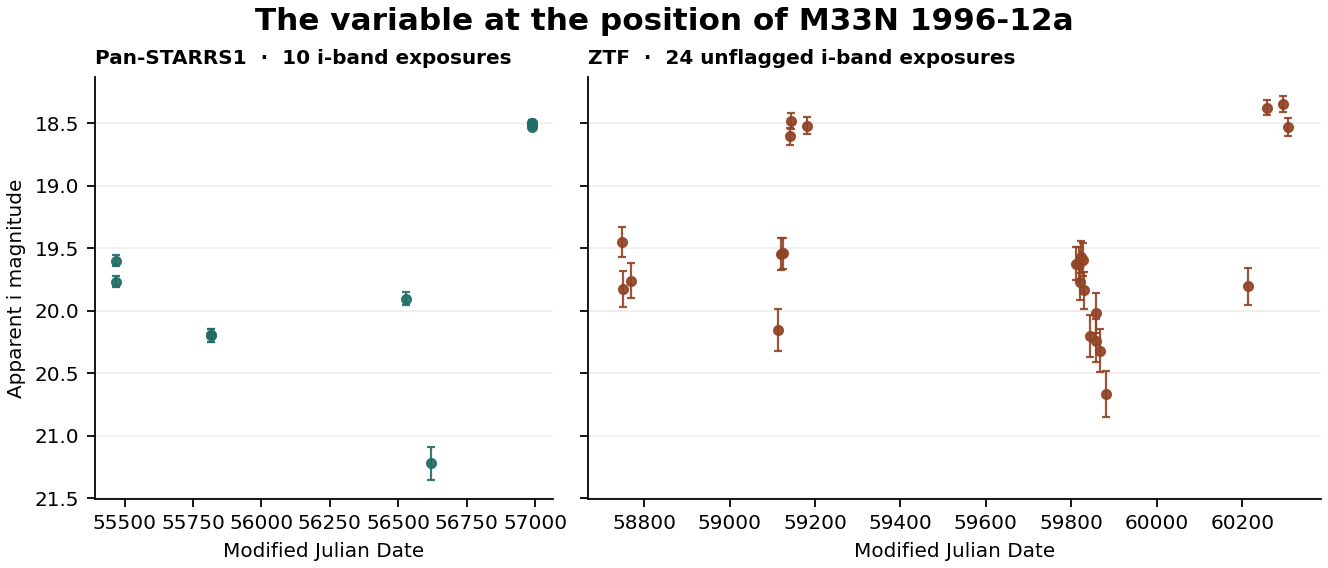 The variable at the position of M33N 1996-12a
Pan-STARRS1 · 10 i-band exposures
ZTF · 24 unflagged i-band exposures
Apparent i magnitude
18.5
19.0
19.5
20.0
20.5
21.0
21.5
55500 55750 56000 56250 56500 56750 57000
58800 59000 59200 59400 59600 59800 60000 60200
Modified Julian Date
Modified Julian Date